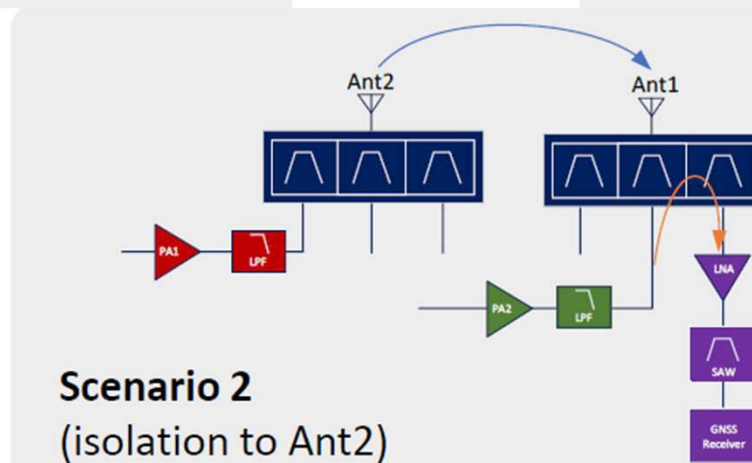 Ant2
Ant1
PA1
LPF
LNA
PA2
LPF
SAW
Scenario 2
(isolation to Ant2)
GNSS
Receiver